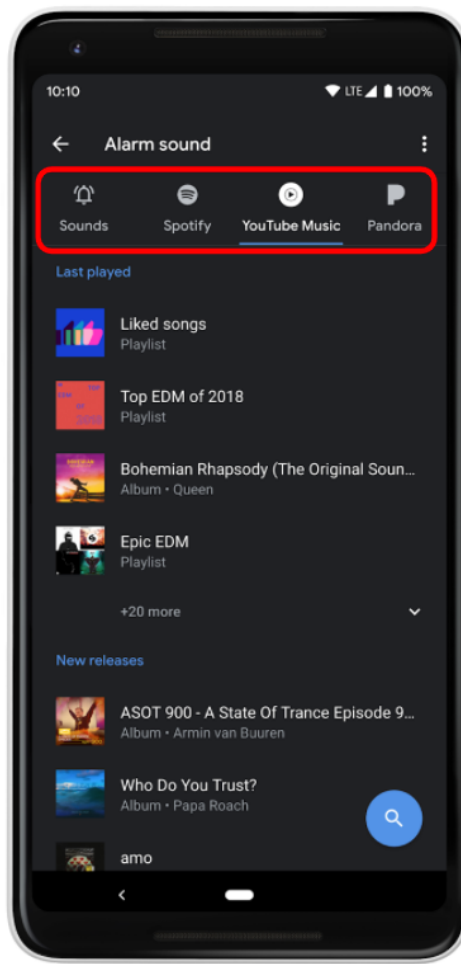 10:10 LTE 100%
Alarm sound
Sounds Spotify YouTube Music Pandora
Last played
Liked songs
Playlist
Top EDM of 2018
Playlist
Bohemian Rhapsody (The Original Soun...
Album • Queen
Epic EDM
Playlist
+20 more
New releases
ASOT 900 - A State Of Trance Episode 9...
Album • Armin van Buuren
Who Do You Trust?
Album • Papa Roach
amo